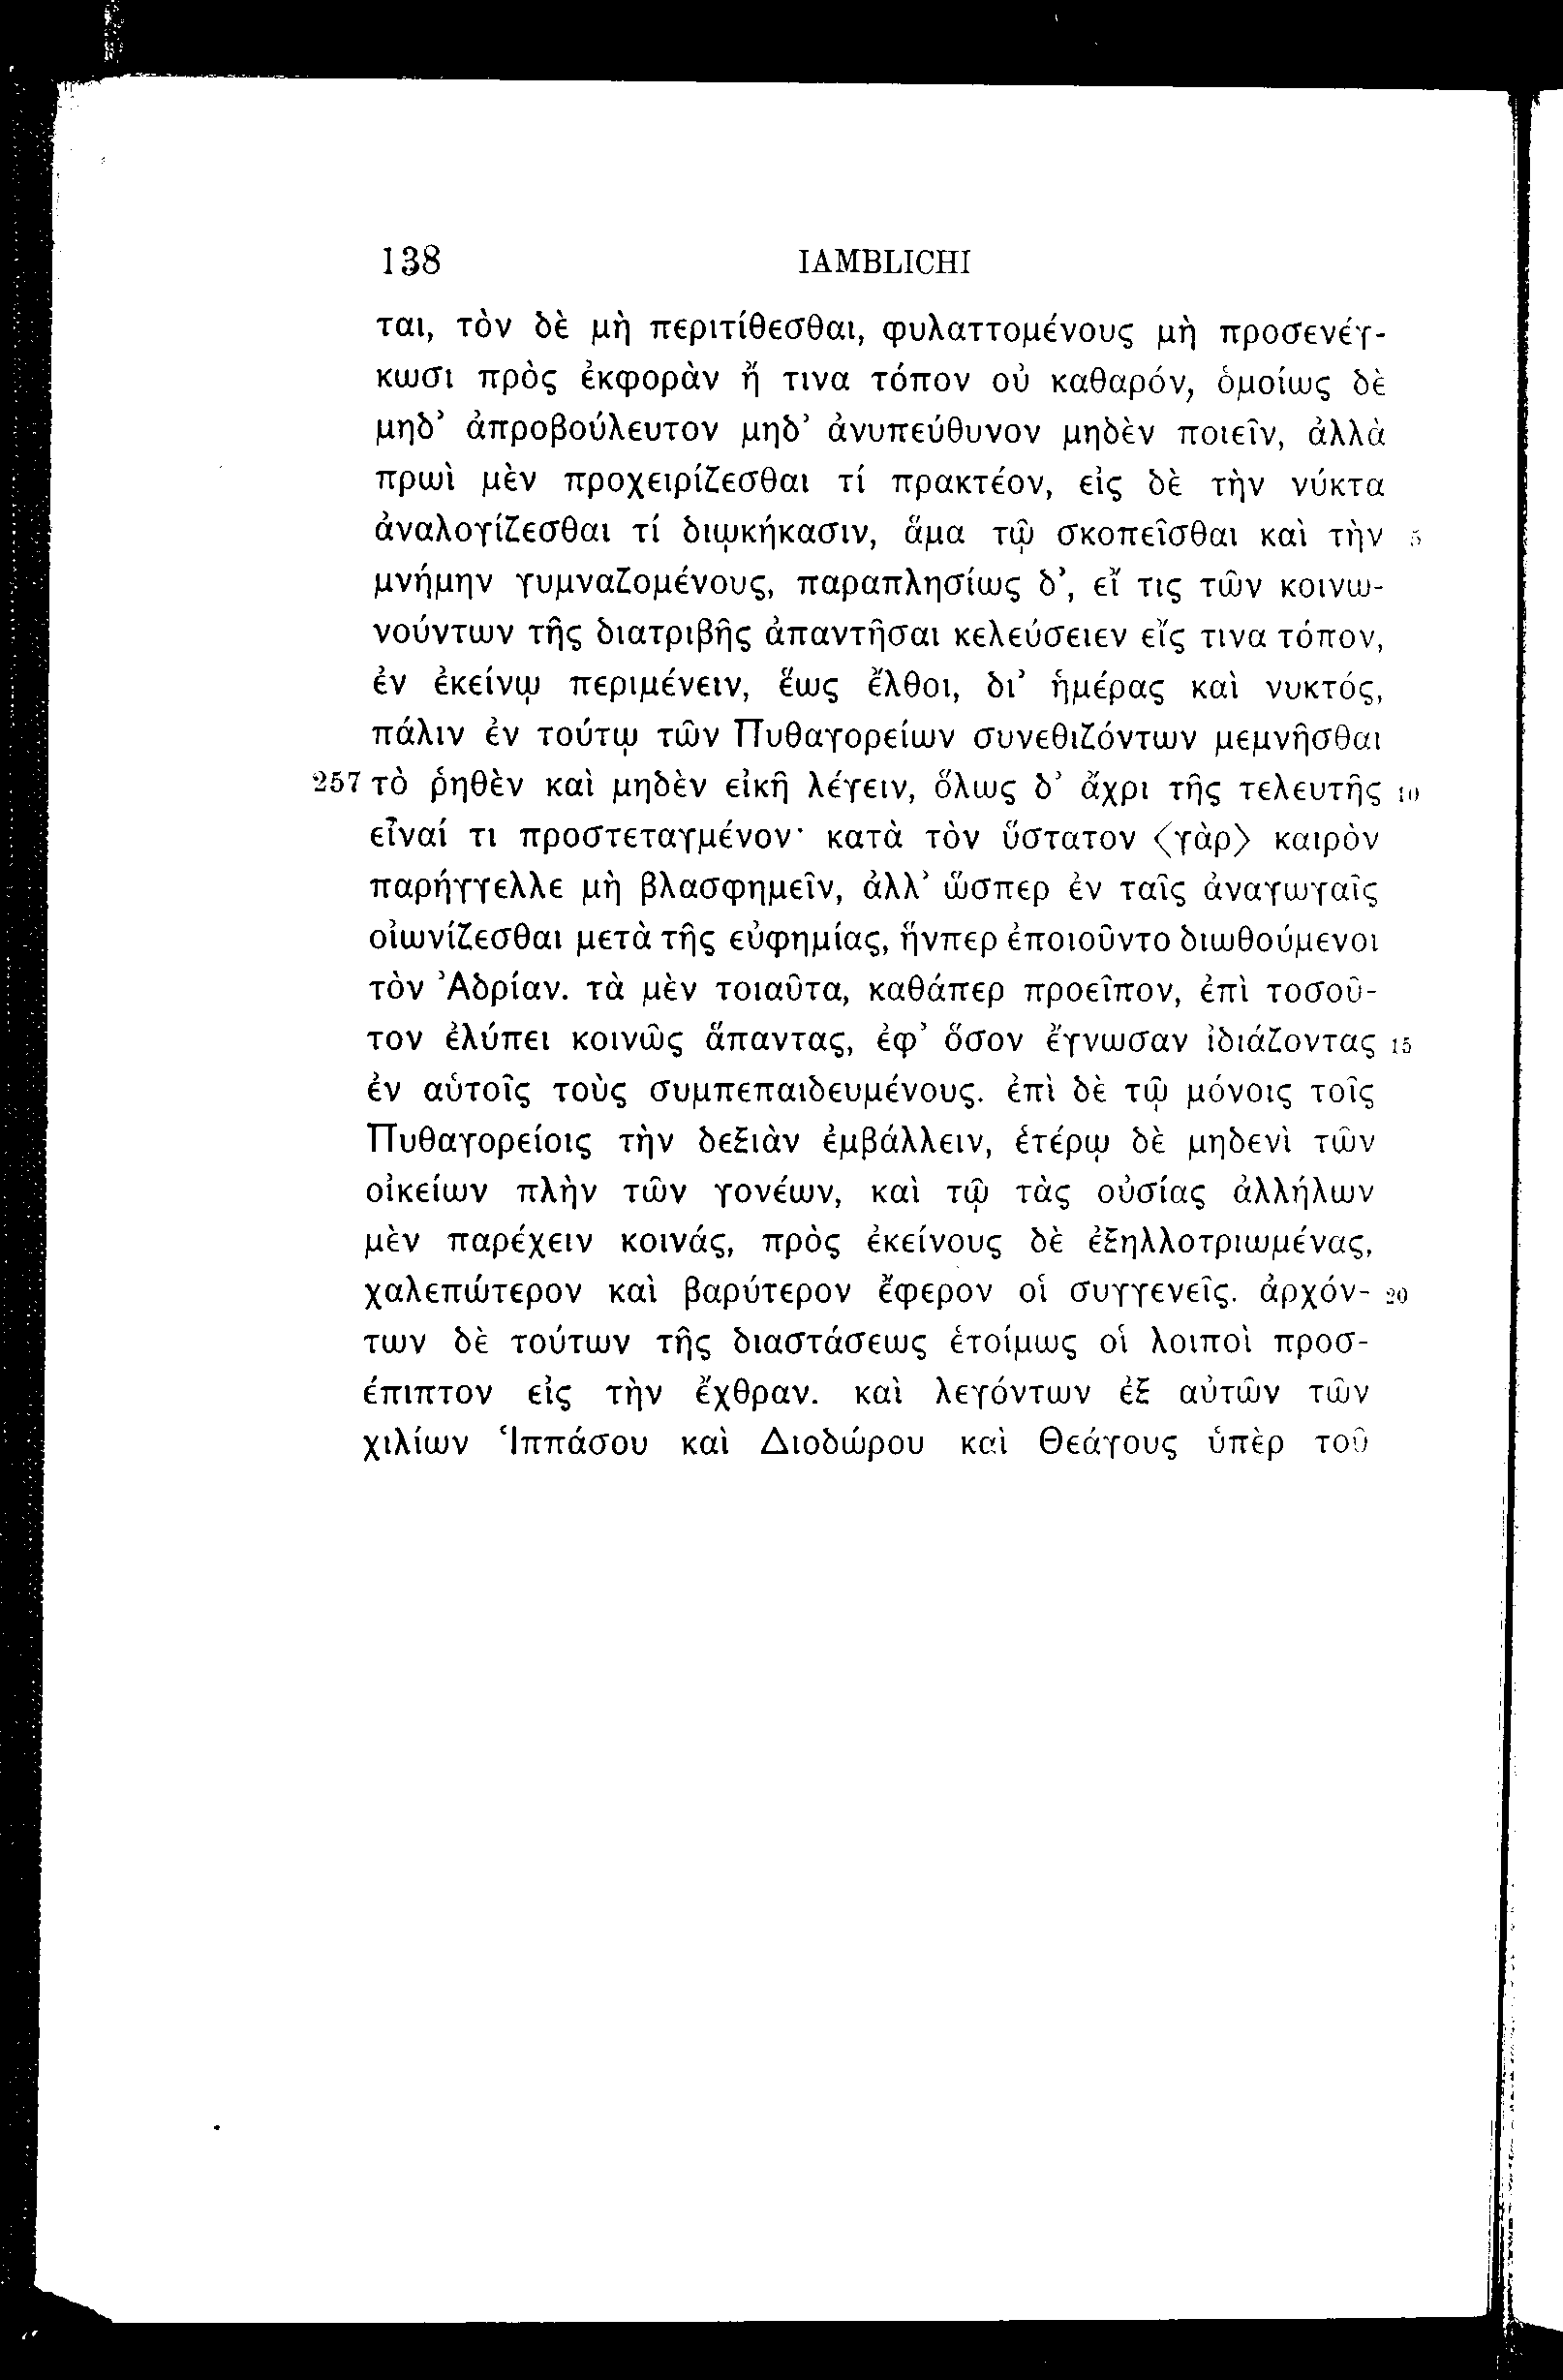 138 IAMBLICHI
ται, τὸν δὲ μὴ περιτίθεσθαι, φυλαττομένους μὴ προσενέγ-
κωσι πρὸς ἐκφορὰν ἤ τινα τόπον οὐ καθαρόν, ὁμοίως δὲ
μηδ’ ἀπροβούλευτον μηδ’ ἀνυπεύθυνον μηδὲν ποιεῖν, ἀλλὰ
πρωὶ μὲν προχειρίζεσθαι τί πρακτέον, εἰς δὲ τὴν νύκτα
ἀναλογίζεσθαι τί διῳκήκασιν, ἅμα τῷ σκοπεῖσθαι καὶ τὴν 5
μνήμην γυμναζομένους, παραπλησίως δ’, εἴ τις τῶν κοινω-
νούντων τῆς διατριβῆς ἀπαντῆσαι κελεύσειεν εἴς τινα τόπον,
ἐν ἐκείνῳ περιμένειν, ἕως ἔλθοι, δι’ ἡμέρας καὶ νυκτός,
πάλιν ἐν τούτῳ τῶν Πυθαγορείων συνεθιζόντων μεμνῆσθαι
257 τὸ ῥηθὲν καὶ μηδὲν εἰκῆ λέγειν, ὅλως δ’ ἄχρι τῆς τελευτῆς 10
εἶναί τι προστεταγμένον· κατὰ τὸν ὕστατον 〈γὰρ〉 καιρὸν
παρήγγελλε μὴ βλασφημεῖν, ἀλλ’ ὥσπερ ἐν ταῖς ἀναγωγαῖς
οἰωνίζεσθαι μετὰ τῆς εὐφημίας, ἥνπερ ἐποιοῦντο διωθούμενοι
τὸν Ἀδρίαν. τὰ μὲν τοιαῦτα, καθάπερ προεῖπον, ἐπὶ τοσοῦ-
τον ἐλύπει κοινῶς ἅπαντας, ἐφ’ ὅσον ἔγνωσαν ἰδιάζοντας 15
ἐν αὑτοῖς τοὺς συμπεπαιδευμένους. ἐπὶ δὲ τῷ μόνοις τοῖς
Πυθαγορείοις τὴν δεξιὰν ἐμβάλλειν, ἑτέρῳ δὲ μηδενὶ τῶν
οἰκείων πλὴν τῶν γονέων, καὶ τῷ τὰς οὐσίας ἀλλήλων
μὲν παρέχειν κοινάς, πρὸς ἐκείνους δὲ ἐξηλλοτριωμένας,
χαλεπώτερον καὶ βαρύτερον ἔφερον οἱ συγγενεῖς. ἀρχόν- 20
των δὲ τούτων τῆς διαστάσεως ἑτοίμως οἱ λοιποὶ προσ-
έπιπτον εἰς τὴν ἔχθραν. καὶ λεγόντων ἐξ αὐτῶν τῶν
χιλίων Ἱππάσου καὶ Διοδώρου καὶ Θεάγους ὑπὲρ τοῦ